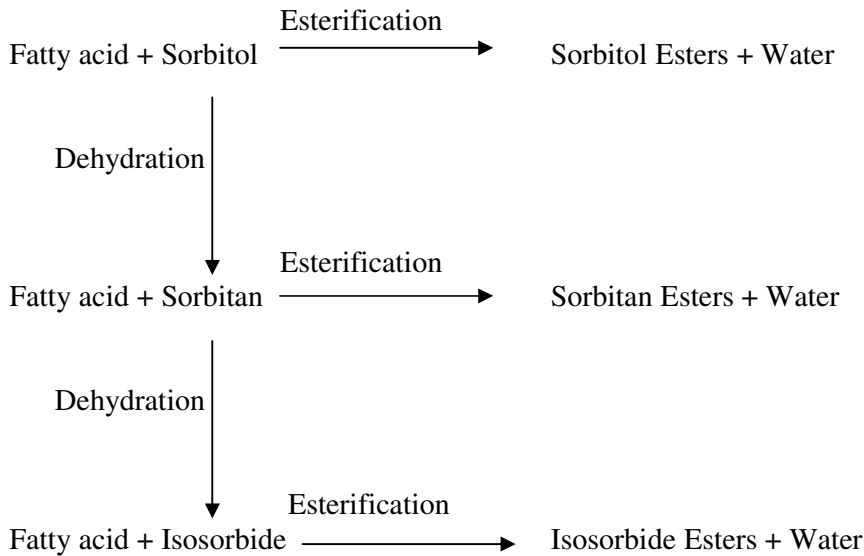 Esterification
Fatty acid + Sorbitol Sorbitol Esters + Water
Dehydration
Esterification
Fatty acid + Sorbitan Sorbitan Esters + Water
Dehydration
Esterification
Fatty acid + Isosorbide Isosorbide Esters + Water